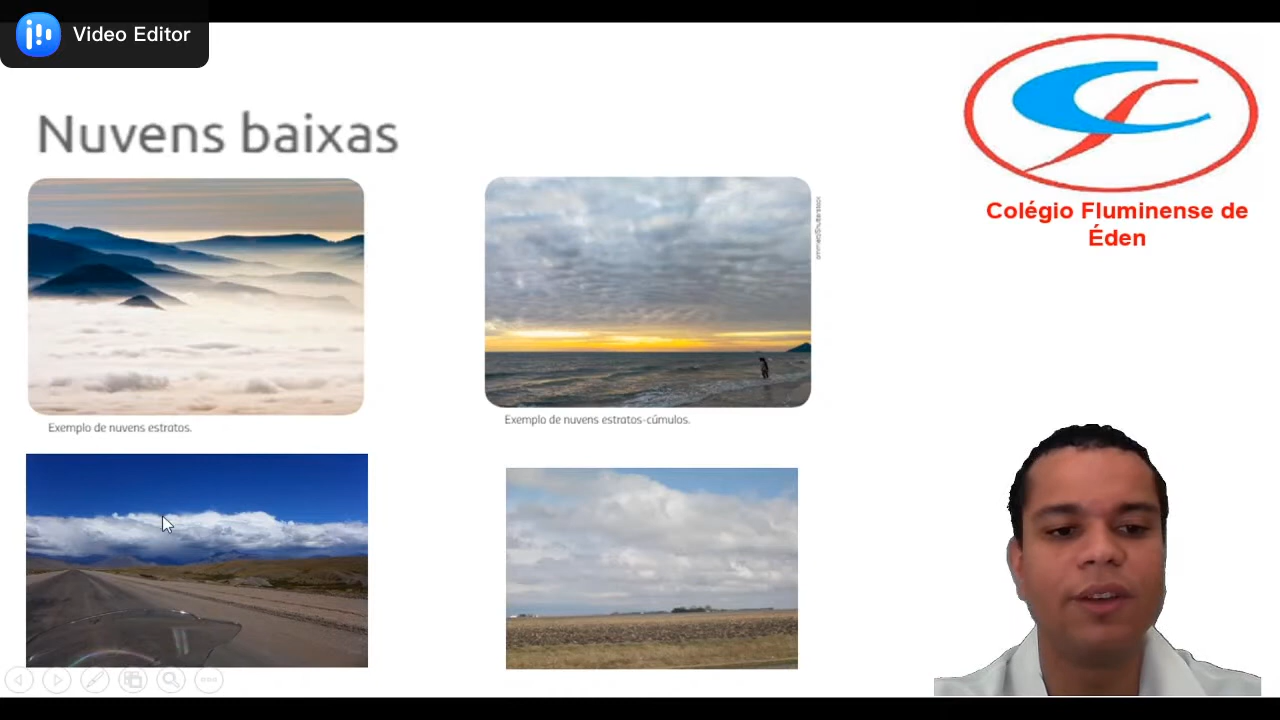 Video Editor
Nuvens baixas
Colégio Fluminense de
Éden
Exemplo de nuvens estratos.
Exemplo de nuvens estratos-cúmulos.